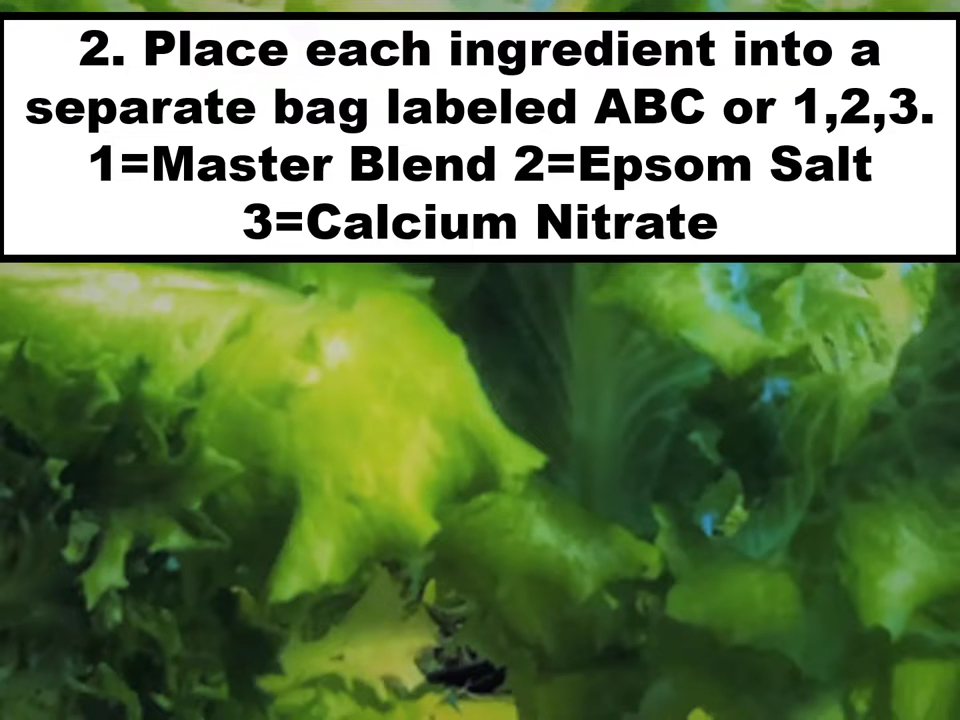 2. Place each ingredient into a
separate bag labeled ABC or 1,2,3.
1=Master Blend 2=Epsom Salt
3=Calcium Nitrate